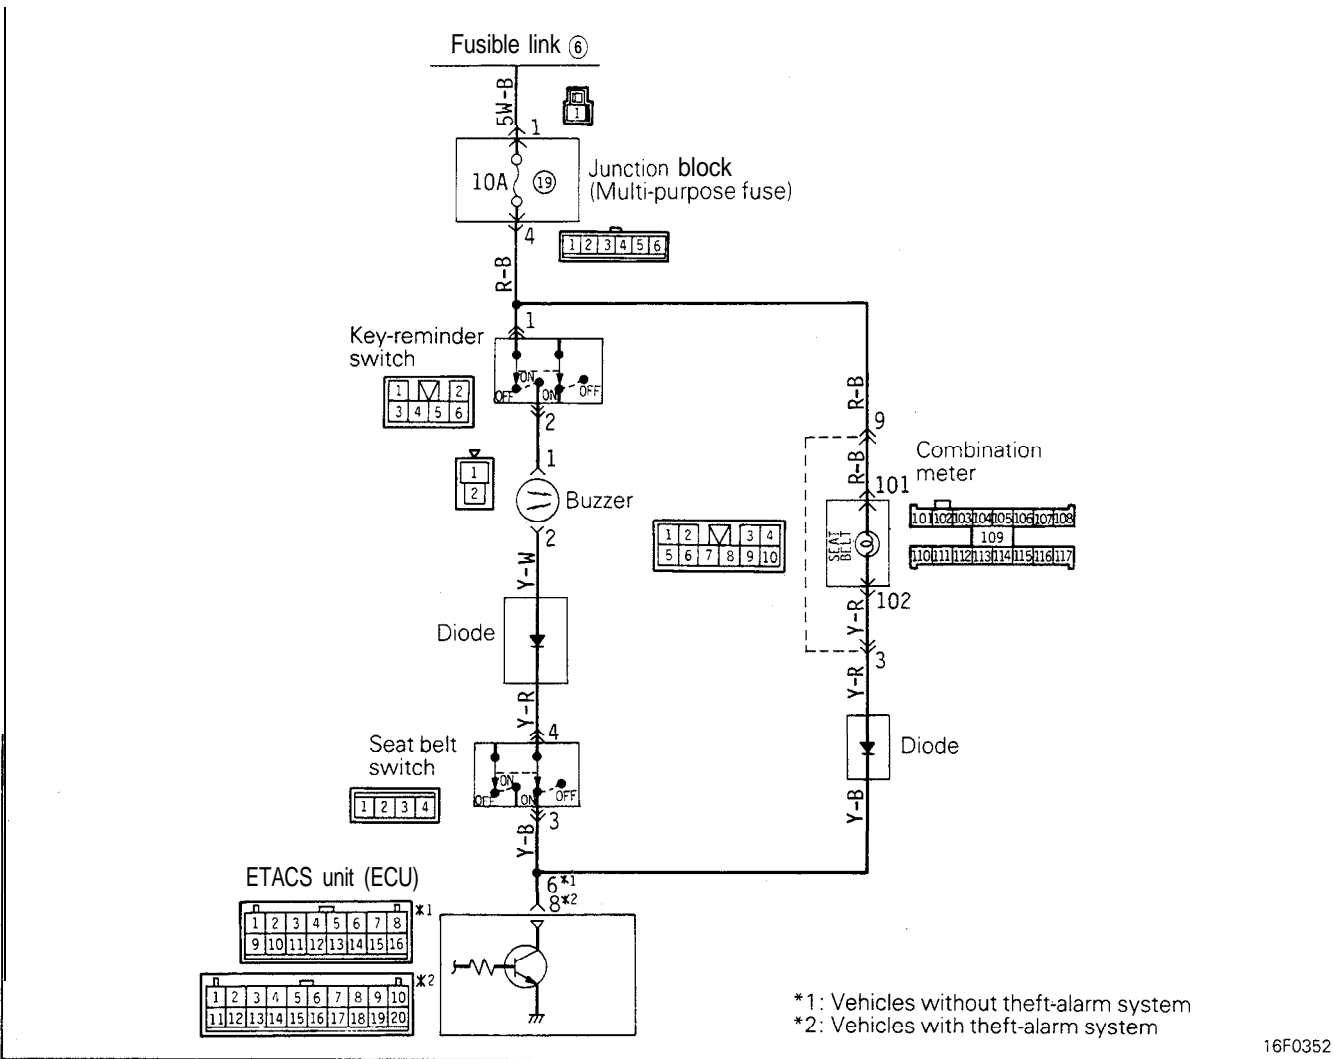 Fusible link ⑥
5W-B
1
1
10A ⑲
Junction block
(Multi-purpose fuse)
4
1 2 3 4 5 6
R-B
1
Key-reminder
switch
ON
OFF
ON
OFF
1 2
3 4 5 6
2
1
1
2
Buzzer
2
Y-W
Diode
Y-R
4
Seat belt
switch
ON
OFF
ON
OFF
1 2 3 4
3
Y-B
R-B
9
R-B
101
Combination
meter
SEAT
BELT
101 102 103 104 105 106 107 108
109
110 111 112 113 114 115 116 117
1 2 3 4
5 6 7 8 9 10
102
Y-R
3
Y-R
Diode
Y-B
ETACS unit (ECU)
6*1
8*2
*1
1 2 3 4 5 6 7 8
9 10 11 12 13 14 15 16
*2
1 2 3 4 5 6 7 8 9 10
11 12 13 14 15 16 17 18 19 20
*1: Vehicles without theft-alarm system
*2: Vehicles with theft-alarm system
16F0352